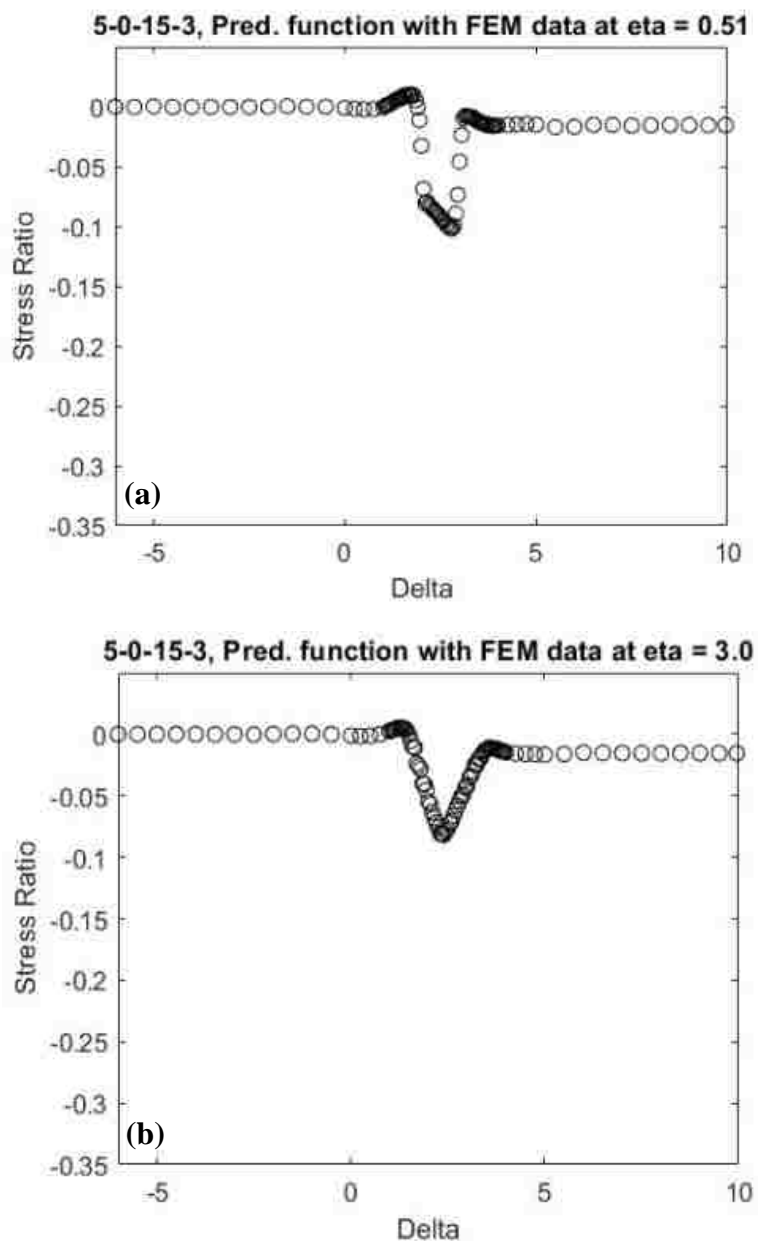 5-0-15-3, Pred. function with FEM data at eta = 0.51
0
-0.05
-0.1
-0.15
-0.2
-0.25
-0.3
-0.35
Stress Ratio
(a)
-5 0 5 10
Delta
5-0-15-3, Pred. function with FEM data at eta = 3.0
0
-0.05
-0.1
-0.15
-0.2
-0.25
-0.3
-0.35
Stress Ratio
(b)
-5 0 5 10
Delta